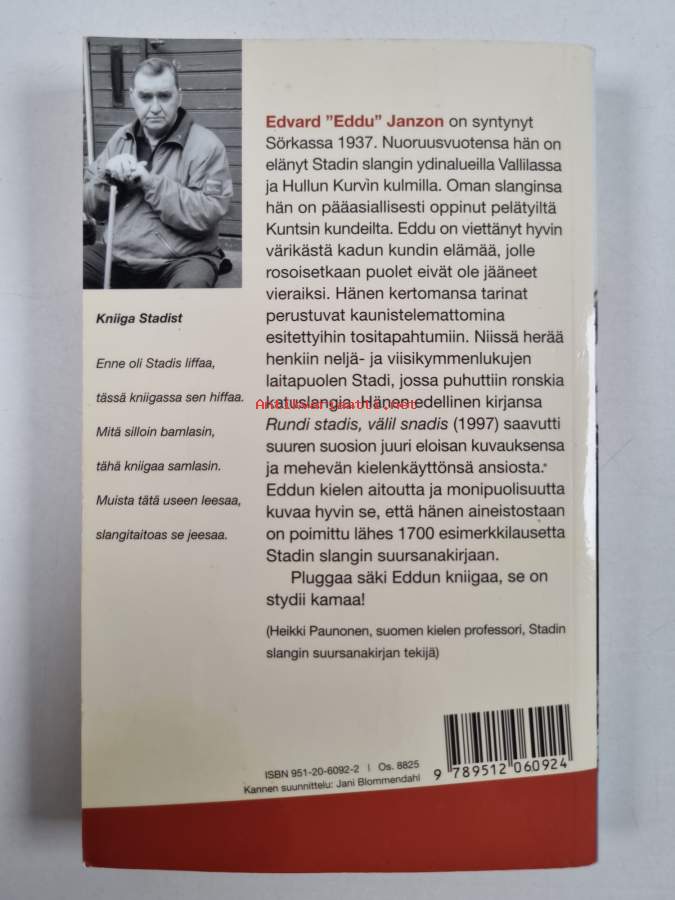 Edvard ”Eddu” Janzon on syntynyt
Sörkassa 1937. Nuoruusvuotensa hän on
elänyt Stadin slangin ydinalueilla Vallilassa
ja Hullun Kurvin kulmilla. Oman slanginsa
hän on pääasiallisesti oppinut pelätyiltä
Kuntsin kundeilta. Eddu on viettänyt hyvin
värikästä kadun kundin elämää, jolle
rosoisetkaan puolet eivät ole jääneet
vieraiksi. Hänen kertomansa tarinat
perustuvat kaunistelemattomina
esitettyihin tositapahtumiin. Niissä herää
henkiin neljä- ja viisikymmenlukujen
laitapuolen Stadi, jossa puhuttiin ronskia
katuslangia. Hänen edellinen kirjansa
Rundi stadis, välil snadis (1997) saavutti
suuren suosion juuri eloisan kuvauksensa
ja mehevän kielenkäyttönsä ansiosta.
Eddun kielen aitoutta ja monipuolisuutta
kuvaa hyvin se, että hänen aineistostaan
on poimittu lähes 1700 esimerkkilausetta
Stadin slangin suursanakirjaan.
Pluggaa säki Eddun kniigaa, se on
stydii kamaa!
(Heikki Paunonen, suomen kielen professori, Stadin
slangin suursanakirjan tekijä)
Kniiga Stadist
Enne oli Stadis liffaa,
tässä kniigassa sen hiffaa.
Mitä silloin bamlasin,
tähä kniigaa samlasin.
Muista tätä useen leesaa,
slangitaitoas se jeesaa.
Antikvariaatti.net
ISBN 951-20-6092-2 | Os. 8825
Kannen suunnittelu: Jani Blommendahl
9 789512 060924